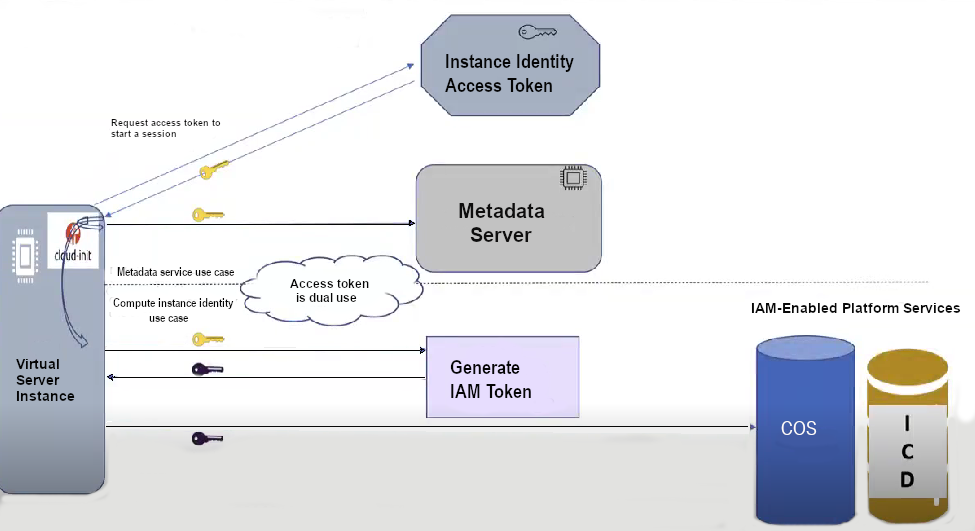 Instance Identity
Access Token
Request access token to
start a session
Metadata
Server
cloud-init
Metadata service use case
Access token
is dual use
Compute instance identity
use case
IAM-Enabled Platform Services
Virtual
Server
Instance
Generate
IAM Token
COS
I
C
D